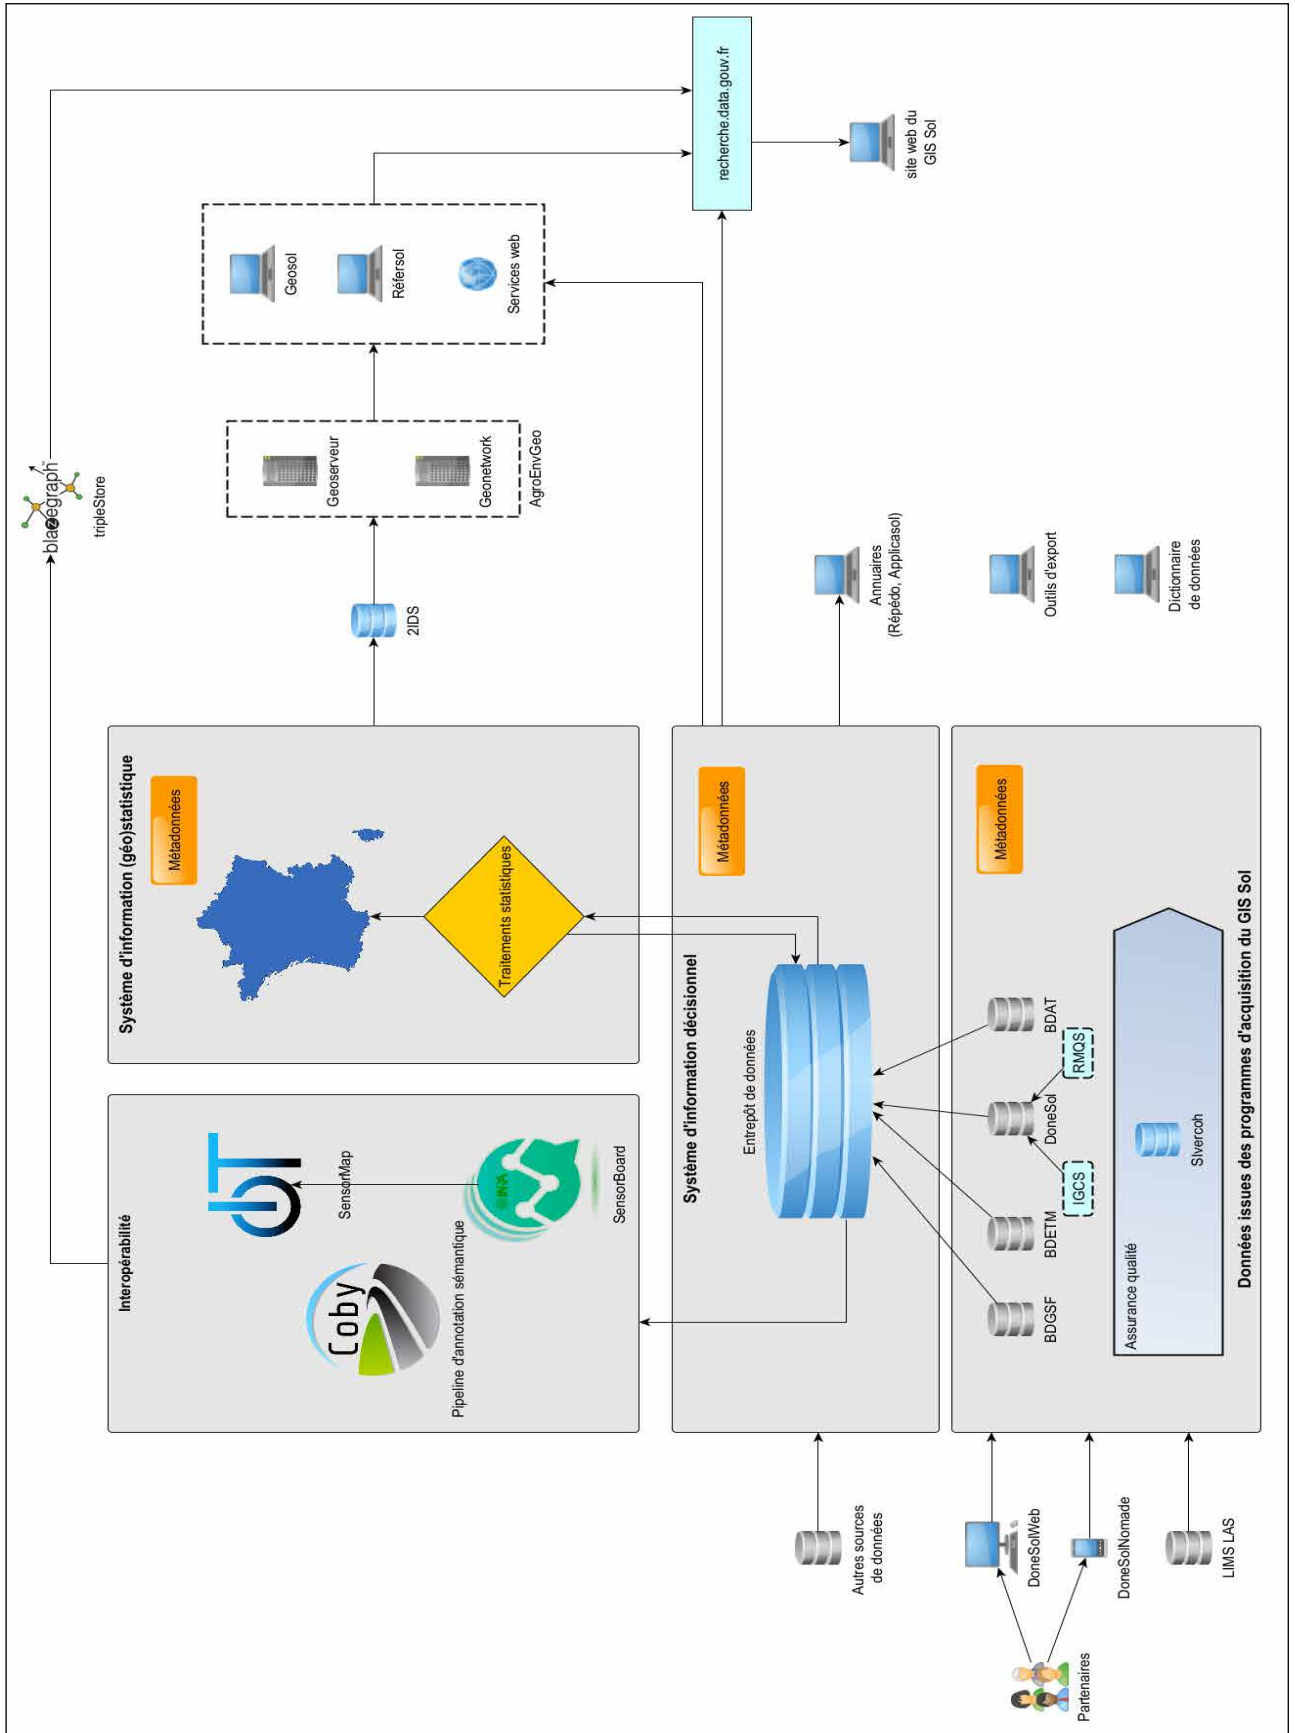 blazegraph™
tripleStore
Interopérabilité
SensorMap
Coby
Pipeline d'annotation sémantique
INRA
SensorBoard
Système d'information (géo)statistique
Métadonnées
Traitements statistiques
2IDS
Geoserveur
Geonetwork
AgroEnvGeo
Geosol
Réfersol
Services web
recherche.data.gouv.fr
site web du
GIS Sol
Autres sources
de données
Système d'information décisionnel
Entrepôt de données
Métadonnées
Annuaires
(Répédo, Applicasol)
Outils d'export
Dictionnaire
de données
Partenaires
DoneSolWeb
DoneSolNomade
LIMS LAS
BDGSF
BDETM
DoneSol
BDAT
IGCS
RMQS
Métadonnées
Assurance qualité
SIvercoh
Données issues des programmes d'acquisition du GIS Sol